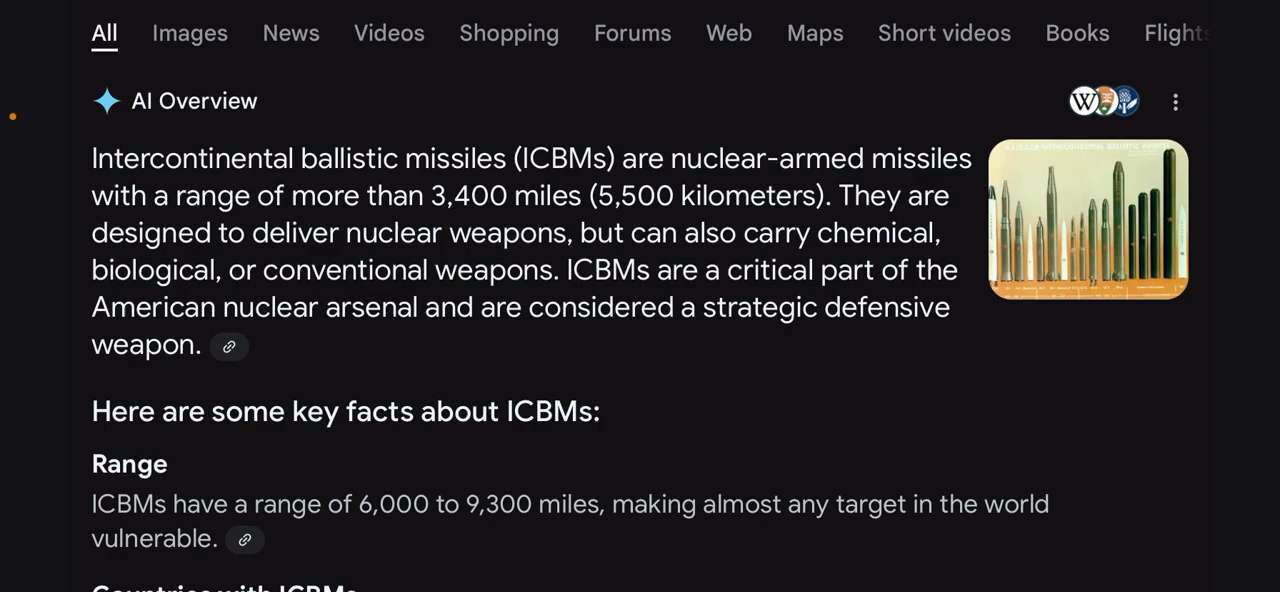 All Images News Videos Shopping Forums Web Maps Short videos Books Flights
AI Overview
W
Intercontinental ballistic missiles (ICBMs) are nuclear-armed missiles
with a range of more than 3,400 miles (5,500 kilometers). They are
designed to deliver nuclear weapons, but can also carry chemical,
biological, or conventional weapons. ICBMs are a critical part of the
American nuclear arsenal and are considered a strategic defensive
weapon.
Here are some key facts about ICBMs:
Range
ICBMs have a range of 6,000 to 9,300 miles, making almost any target in the world
vulnerable.
Countries with ICBMs